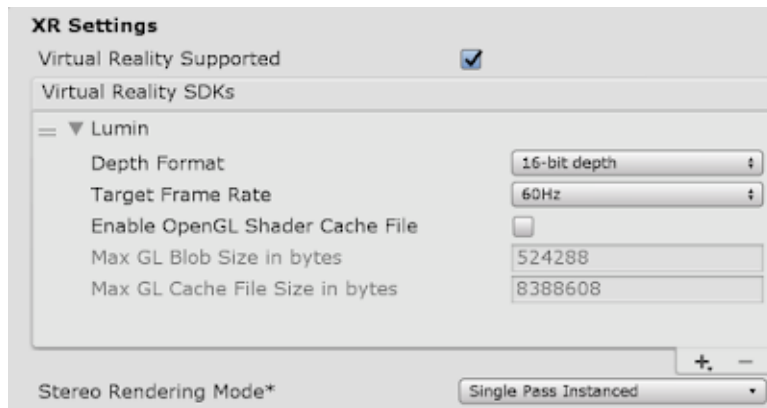 XR Settings
Virtual Reality Supported
Virtual Reality SDKs
Lumin
Depth Format 16-bit depth
Target Frame Rate 60Hz
Enable OpenGL Shader Cache File
Max GL Blob Size in bytes 524288
Max GL Cache File Size in bytes 8388608
Stereo Rendering Mode* Single Pass Instanced